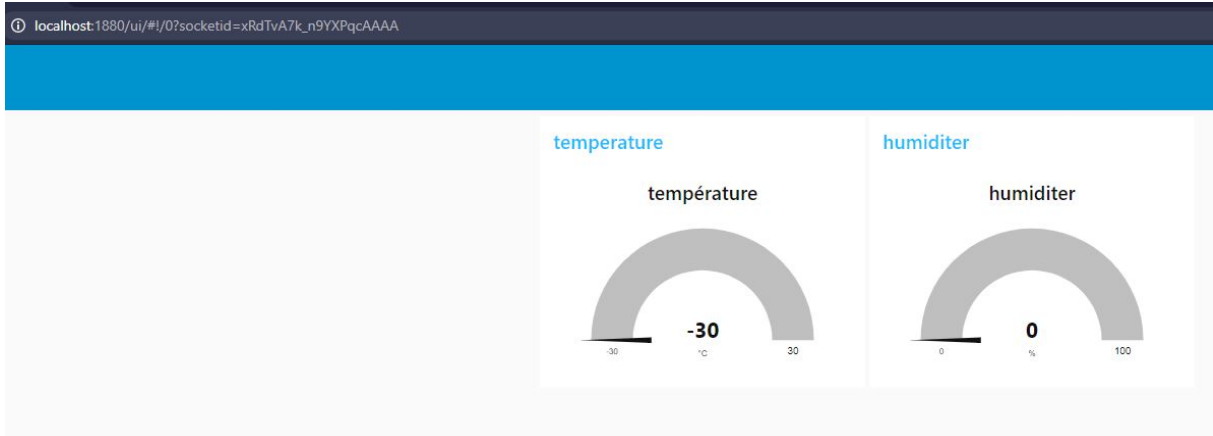 localhost:1880/ui/#!/0?socketid=xRdTvA7k_n9YXPqcAAAA
temperature
température
-30
-30
°C
30
humiditer
humiditer
0
0
%
100